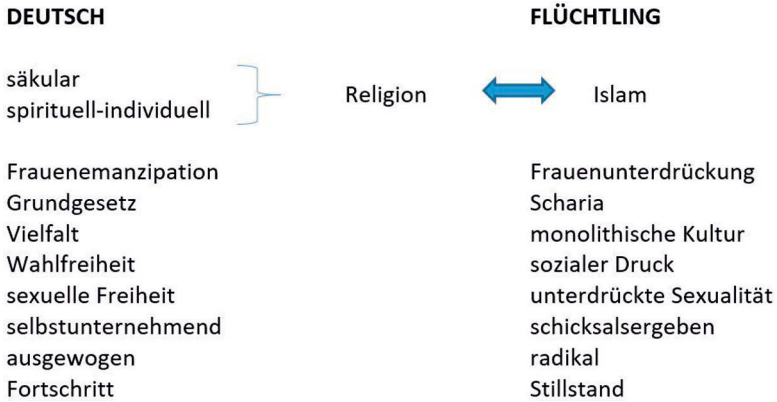 DEUTSCH FLÜCHTLING
säkular
spirituell-individuell
Religion Islam
Frauenemanzipation Frauenunterdrückung
Grundgesetz Scharia
Vielfalt monolithische Kultur
Wahlfreiheit sozialer Druck
sexuelle Freiheit unterdrückte Sexualität
selbstunternehmend schicksalsergeben
ausgewogen radikal
Fortschritt Stillstand